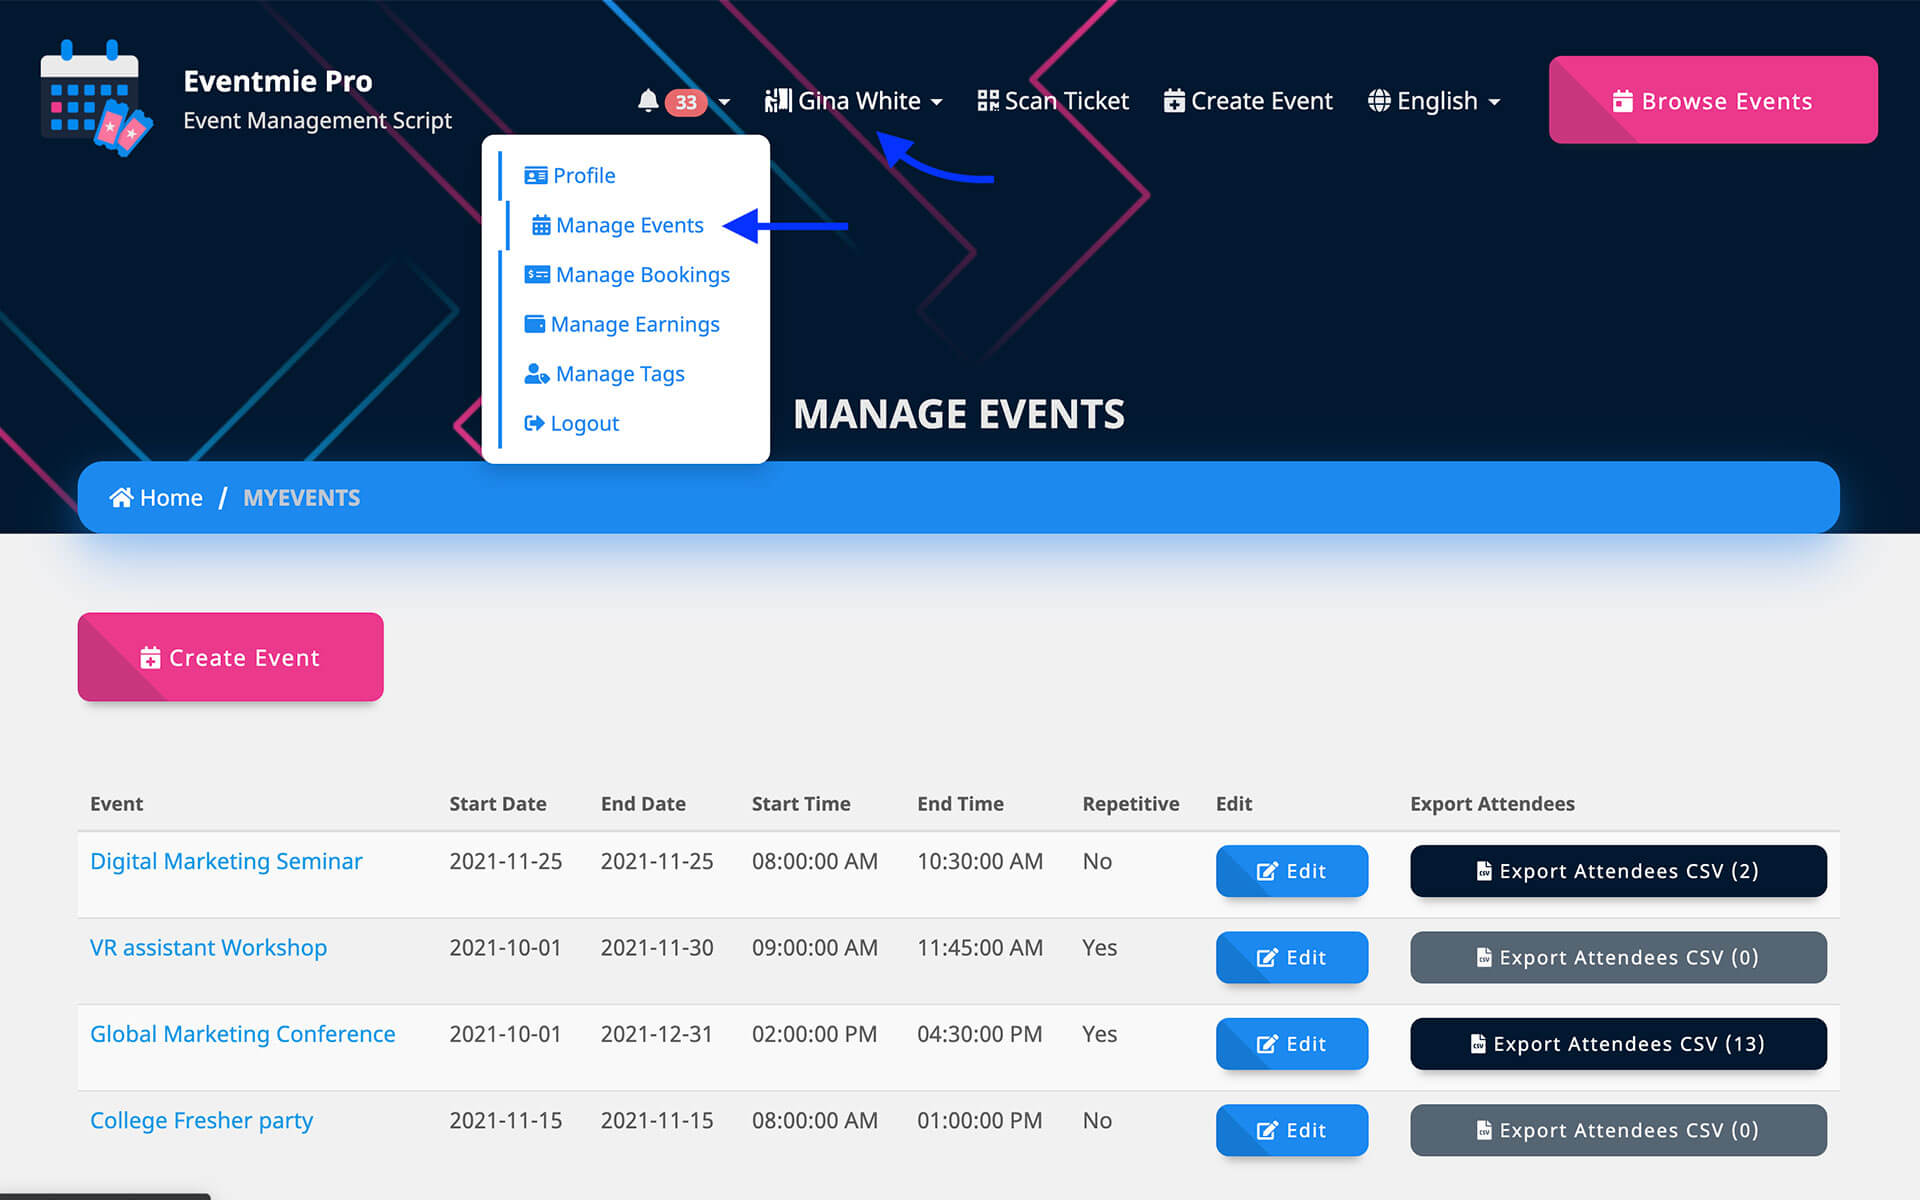 Eventmie Pro
Event Management Script
33
Gina White
Scan Ticket
Create Event
English
Browse Events
Profile
Manage Events
Manage Bookings
Manage Earnings
Manage Tags
Logout
MANAGE EVENTS
Home / MYEVENTS
Create Event
Event Start Date End Date Start Time End Time Repetitive Edit Export Attendees
Digital Marketing Seminar 2021-11-25 2021-11-25 08:00:00 AM 10:30:00 AM No Edit Export Attendees CSV (2)
VR assistant Workshop 2021-10-01 2021-11-30 09:00:00 AM 11:45:00 AM Yes Edit Export Attendees CSV (0)
Global Marketing Conference 2021-10-01 2021-12-31 02:00:00 PM 04:30:00 PM Yes Edit Export Attendees CSV (13)
College Fresher party 2021-11-15 2021-11-15 08:00:00 AM 01:00:00 PM No Edit Export Attendees CSV (0)